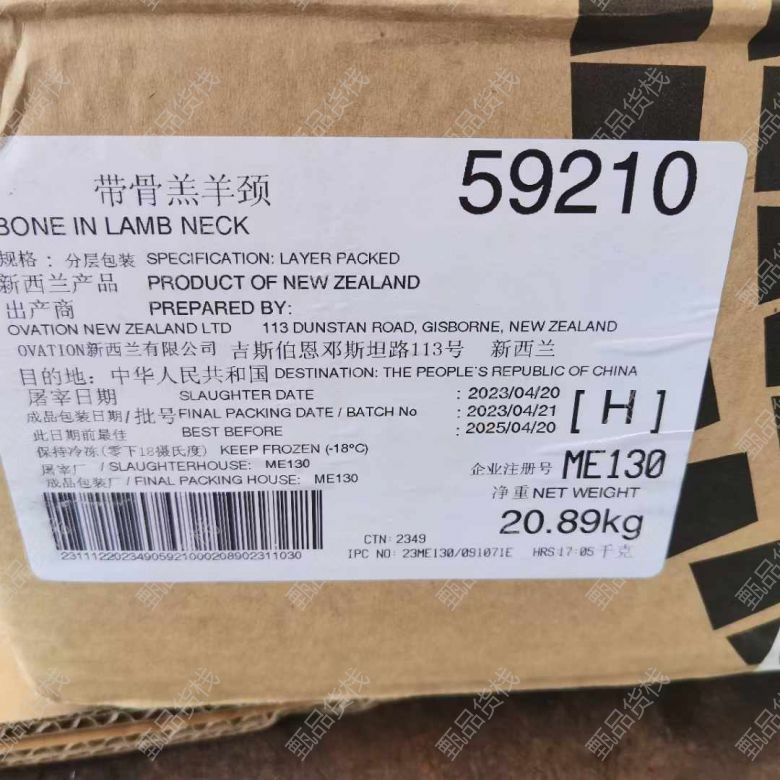 59210
带骨羔羊颈
BONE IN LAMB NECK
规格：分层包装 SPECIFICATION: LAYER PACKED
新西兰产品 PRODUCT OF NEW ZEALAND
出产商 PREPARED BY:
OVATION NEW ZEALAND LTD 113 DUNSTAN ROAD, GISBORNE, NEW ZEALAND
OVATION新西兰有限公司 吉斯伯恩邓斯坦路113号 新西兰
目的地：中华人民共和国 DESTINATION: THE PEOPLE'S REPUBLIC OF CHINA
屠宰日期 SLAUGHTER DATE : 2023/04/20
成品包装日期/批号 FINAL PACKING DATE / BATCH No : 2023/04/21
[H]
此日期前最佳 BEST BEFORE : 2025/04/20
保持冷冻(零下18摄氏度) KEEP FROZEN (-18°C)
屠宰厂 / SLAUGHTERHOUSE: ME130
企业注册号 ME130
成品包装厂 / FINAL PACKING HOUSE: ME130
净重 NET WEIGHT
20.89kg
千克
CTN: 2349
2311122023490592100020890231​1030
IPC NO: 23ME130/091071E HRS:17:05
甄品货栈